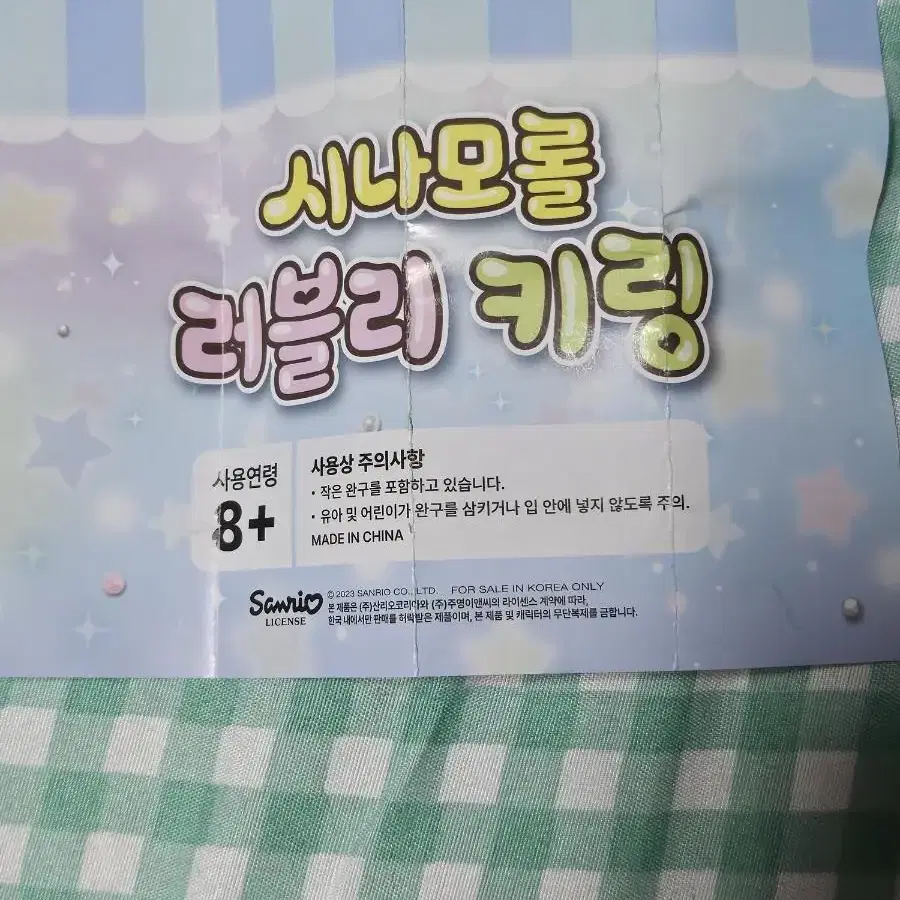 시나모롤
러블리 키링
사용연령
8+
사용상 주의사항
· 작은 완구를 포함하고 있습니다.
· 유아 및 어린이가 완구를 삼키거나 입 안에 넣지 않도록 주의.
MADE IN CHINA
Sanrio
LICENSE
© 2023 SANRIO CO., LTD. FOR SALE IN KOREA ONLY
본 제품은 (주)산리오코리아와 (주)주영이앤씨의 라이센스 계약에 따라,
한국 내에서만 판매를 허락받은 제품이며, 본 제품 및 캐릭터의 무단복제를 금합니다.